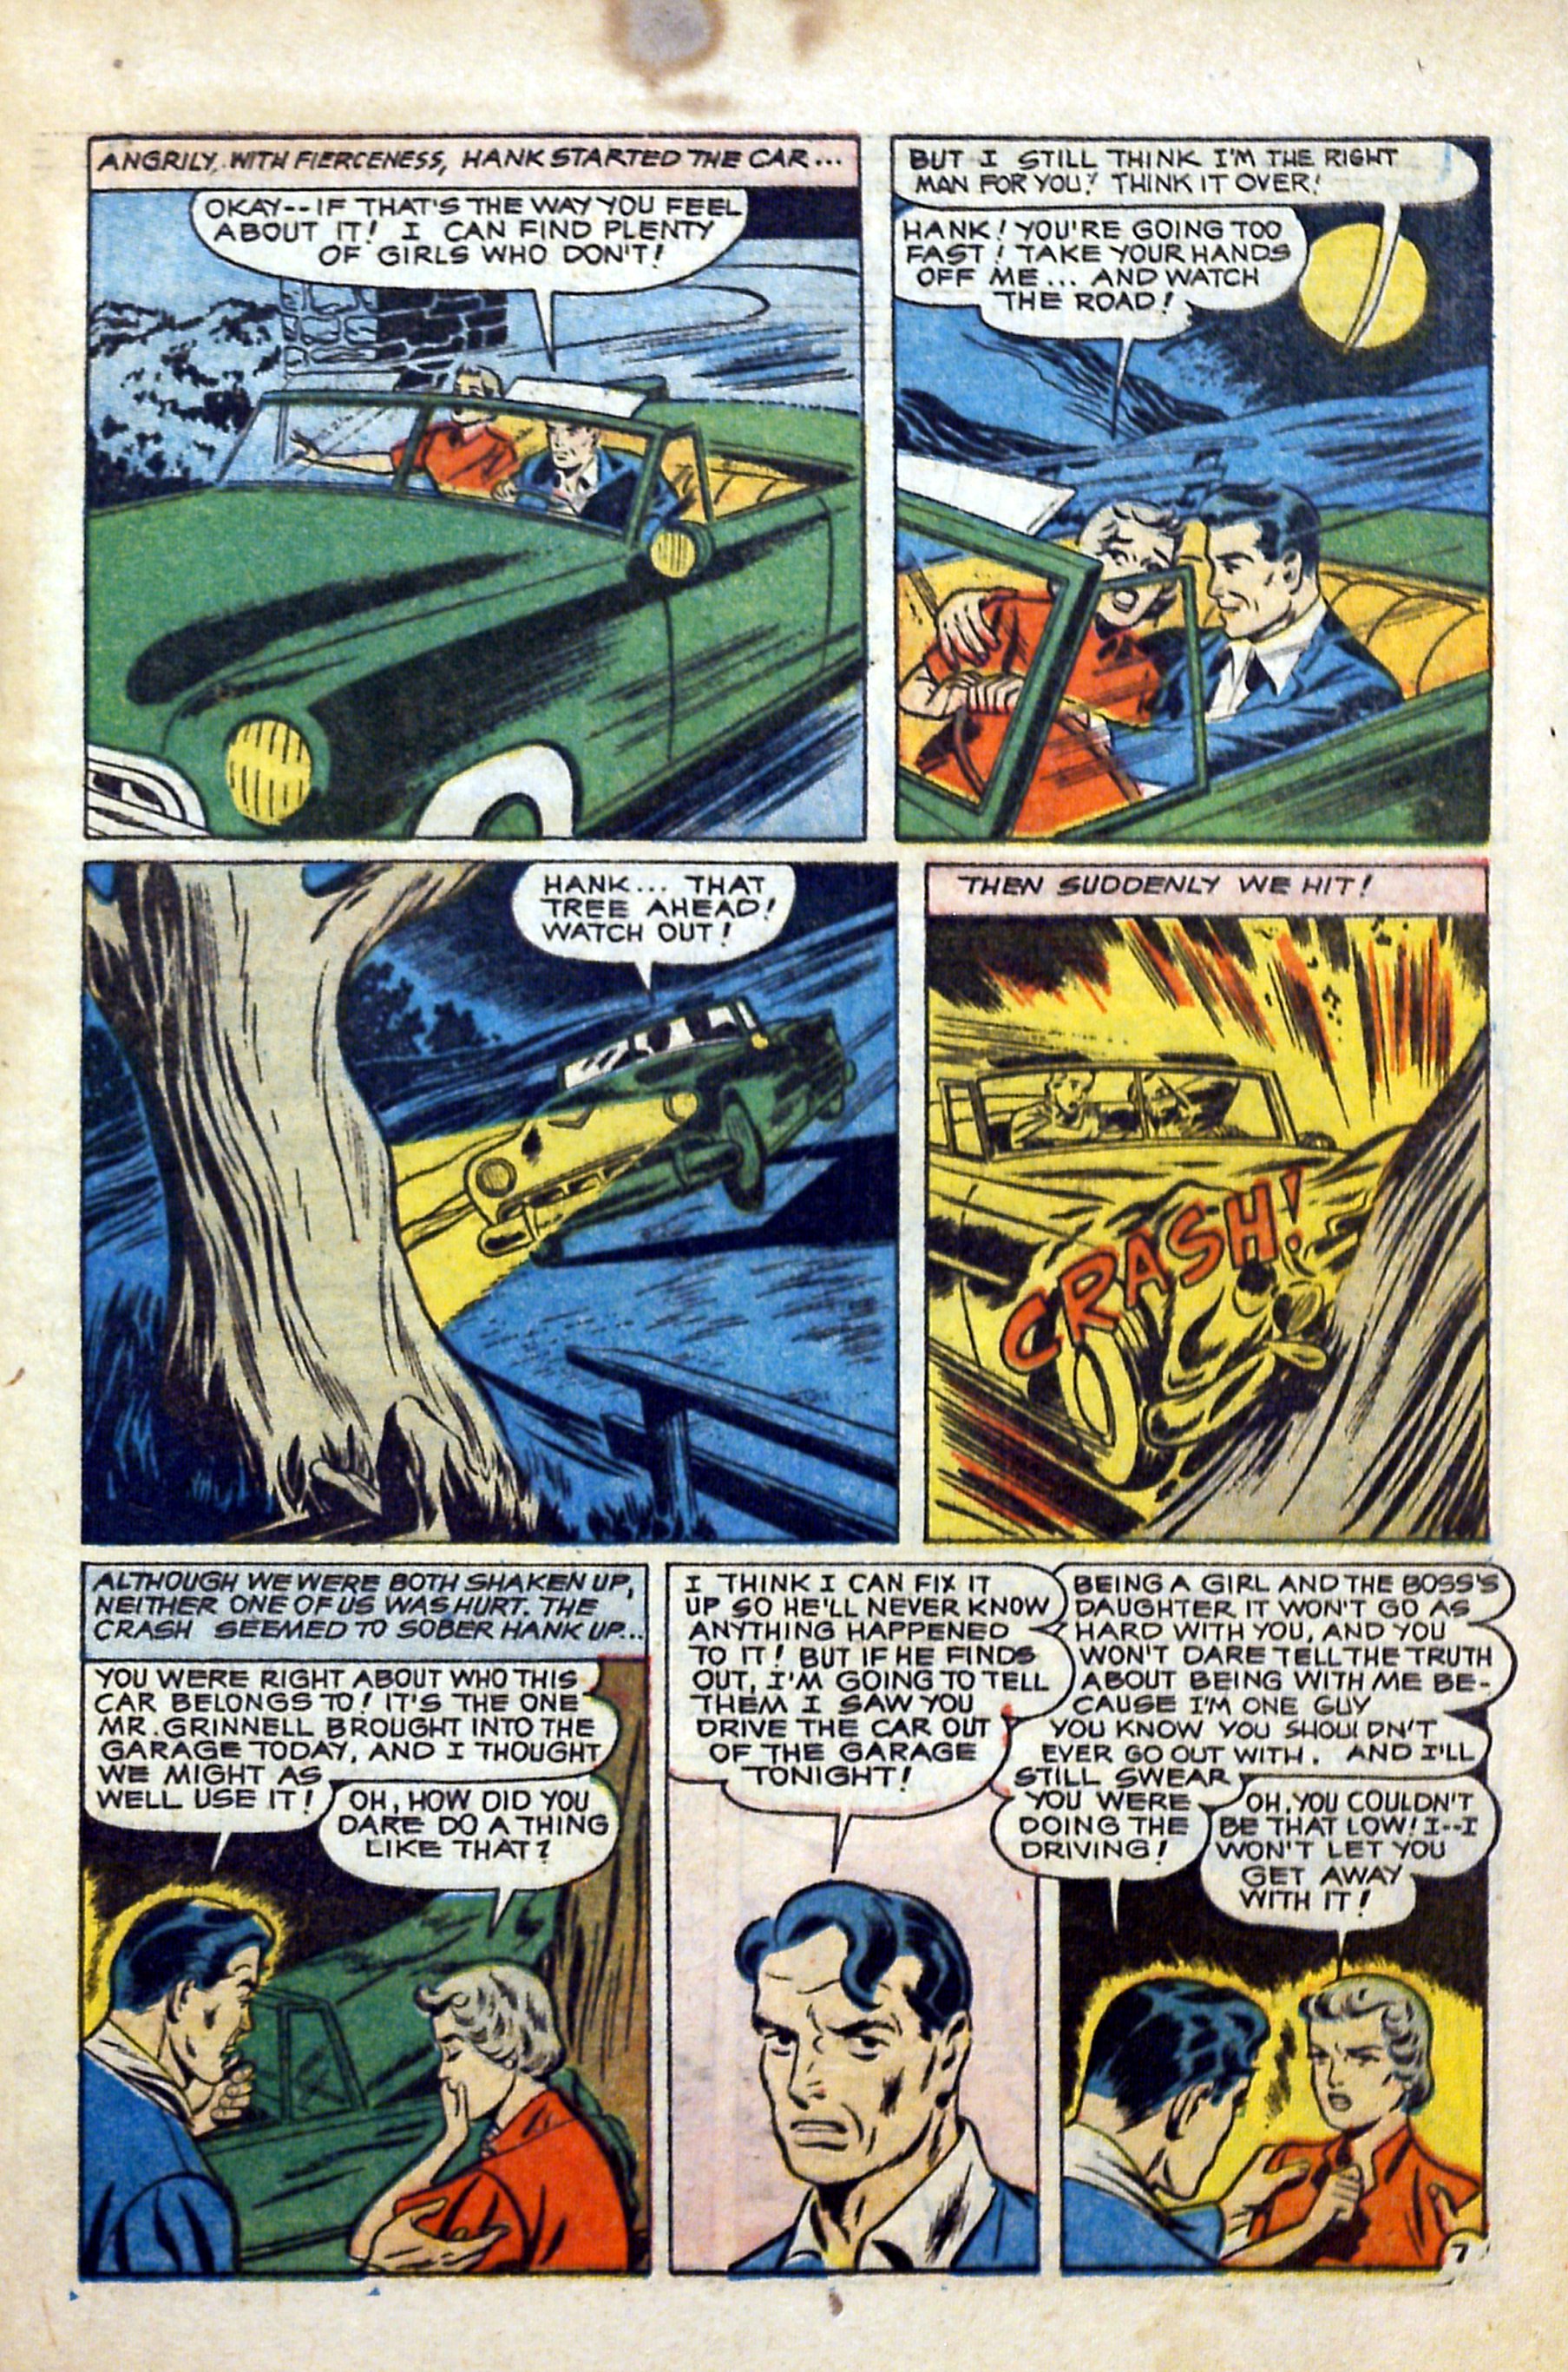 ANGRILY, WITH FIERCENESS, HANK STARTED THE CAR...
OKAY--IF THAT'S THE WAY YOU FEEL
ABOUT IT! I CAN FIND PLENTY
OF GIRLS WHO DON'T!
BUT I STILL THINK I'M THE RIGHT
MAN FOR YOU! THINK IT OVER!
HANK! YOU'RE GOING TOO
FAST! TAKE YOUR HANDS
OFF ME... AND WATCH
THE ROAD!
HANK... THAT
TREE AHEAD!
WATCH OUT!
THEN SUDDENLY WE HIT!
CRASH!
ALTHOUGH WE WERE BOTH SHAKEN UP,
NEITHER ONE OF US WAS HURT. THE
CRASH SEEMED TO SOBER HANK UP...
YOU WERE RIGHT ABOUT WHO THIS
CAR BELONGS TO! IT'S THE ONE
MR. GRINNELL BROUGHT INTO THE
GARAGE TODAY, AND I THOUGHT
WE MIGHT AS
WELL USE IT!
OH, HOW DID YOU
DARE DO A THING
LIKE THAT?
I THINK I CAN FIX IT
UP SO HE'LL NEVER KNOW
ANYTHING HAPPENED
TO IT! BUT IF HE FINDS
OUT, I'M GOING TO TELL
THEM I SAW YOU
DRIVE THE CAR OUT
OF THE GARAGE
TONIGHT!
BEING A GIRL AND THE BOSS'S
DAUGHTER IT WON'T GO AS
HARD WITH YOU, AND YOU
WON'T DARE TELL THE TRUTH
ABOUT BEING WITH ME BE-
CAUSE I'M ONE GUY
YOU KNOW YOU SHOULDN'T
EVER GO OUT WITH. AND I'LL
STILL SWEAR
YOU WERE
DOING THE
DRIVING!
OH, YOU COULDN'T
BE THAT LOW! I--I
WON'T LET YOU
GET AWAY
WITH IT!
7